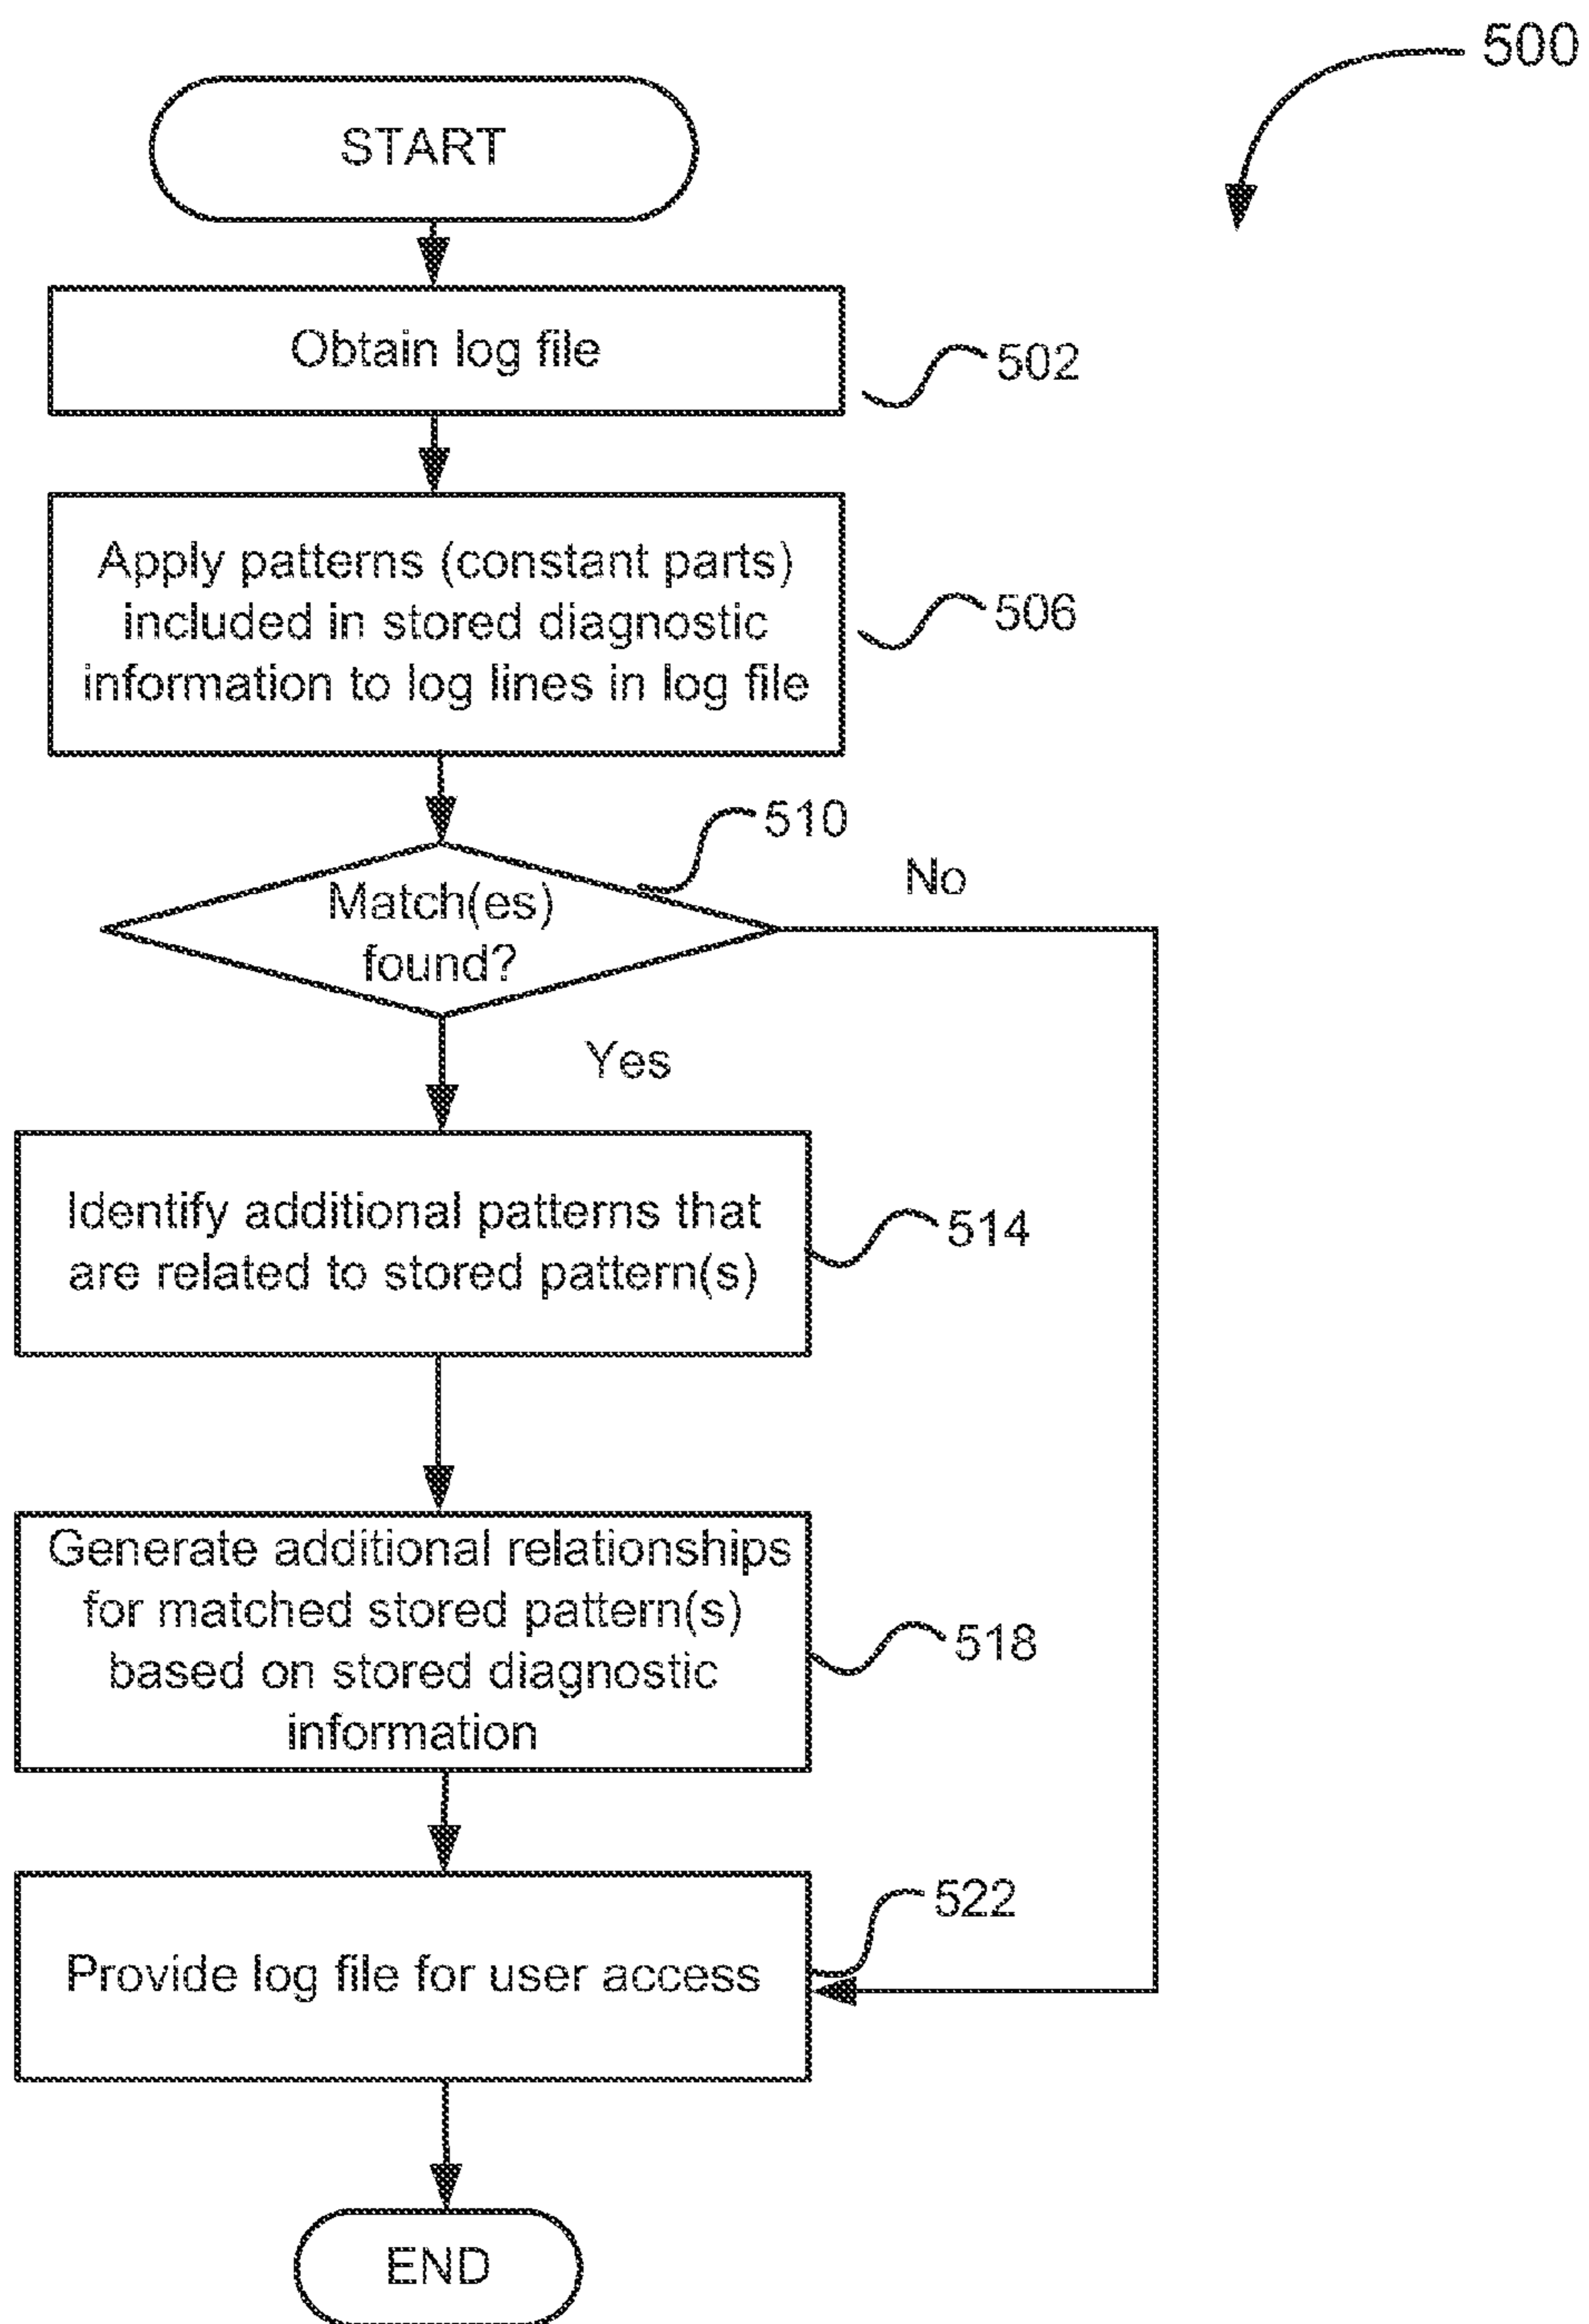 500
START
Obtain log file
502
Apply patterns (constant parts)
included in stored diagnostic
information to log lines in log file
506
510
Match(es)
found?
No
Yes
Identify additional patterns that
are related to stored pattern(s)
514
Generate additional relationships
for matched stored pattern(s)
based on stored diagnostic
information
518
522
Provide log file for user access
END